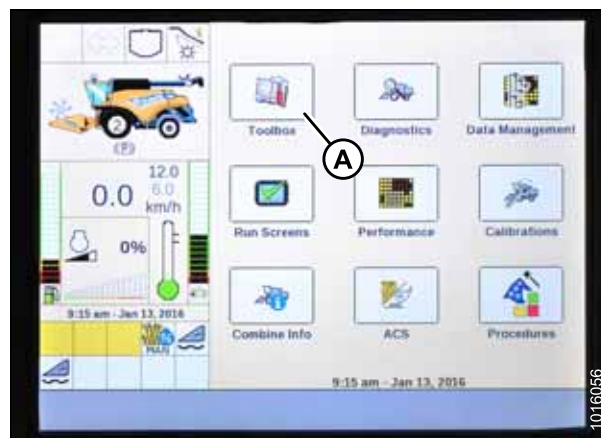 12.0
6.0
0.0 km/h
0%
9:15 am - Jan 13, 2016
MAN
2
(P)
Toolbox
Diagnostics
Data Management
A
Run Screens
Performance
Calibrations
Combine Info
ACS
Procedures
9:15 am - Jan 13, 2016
1016056